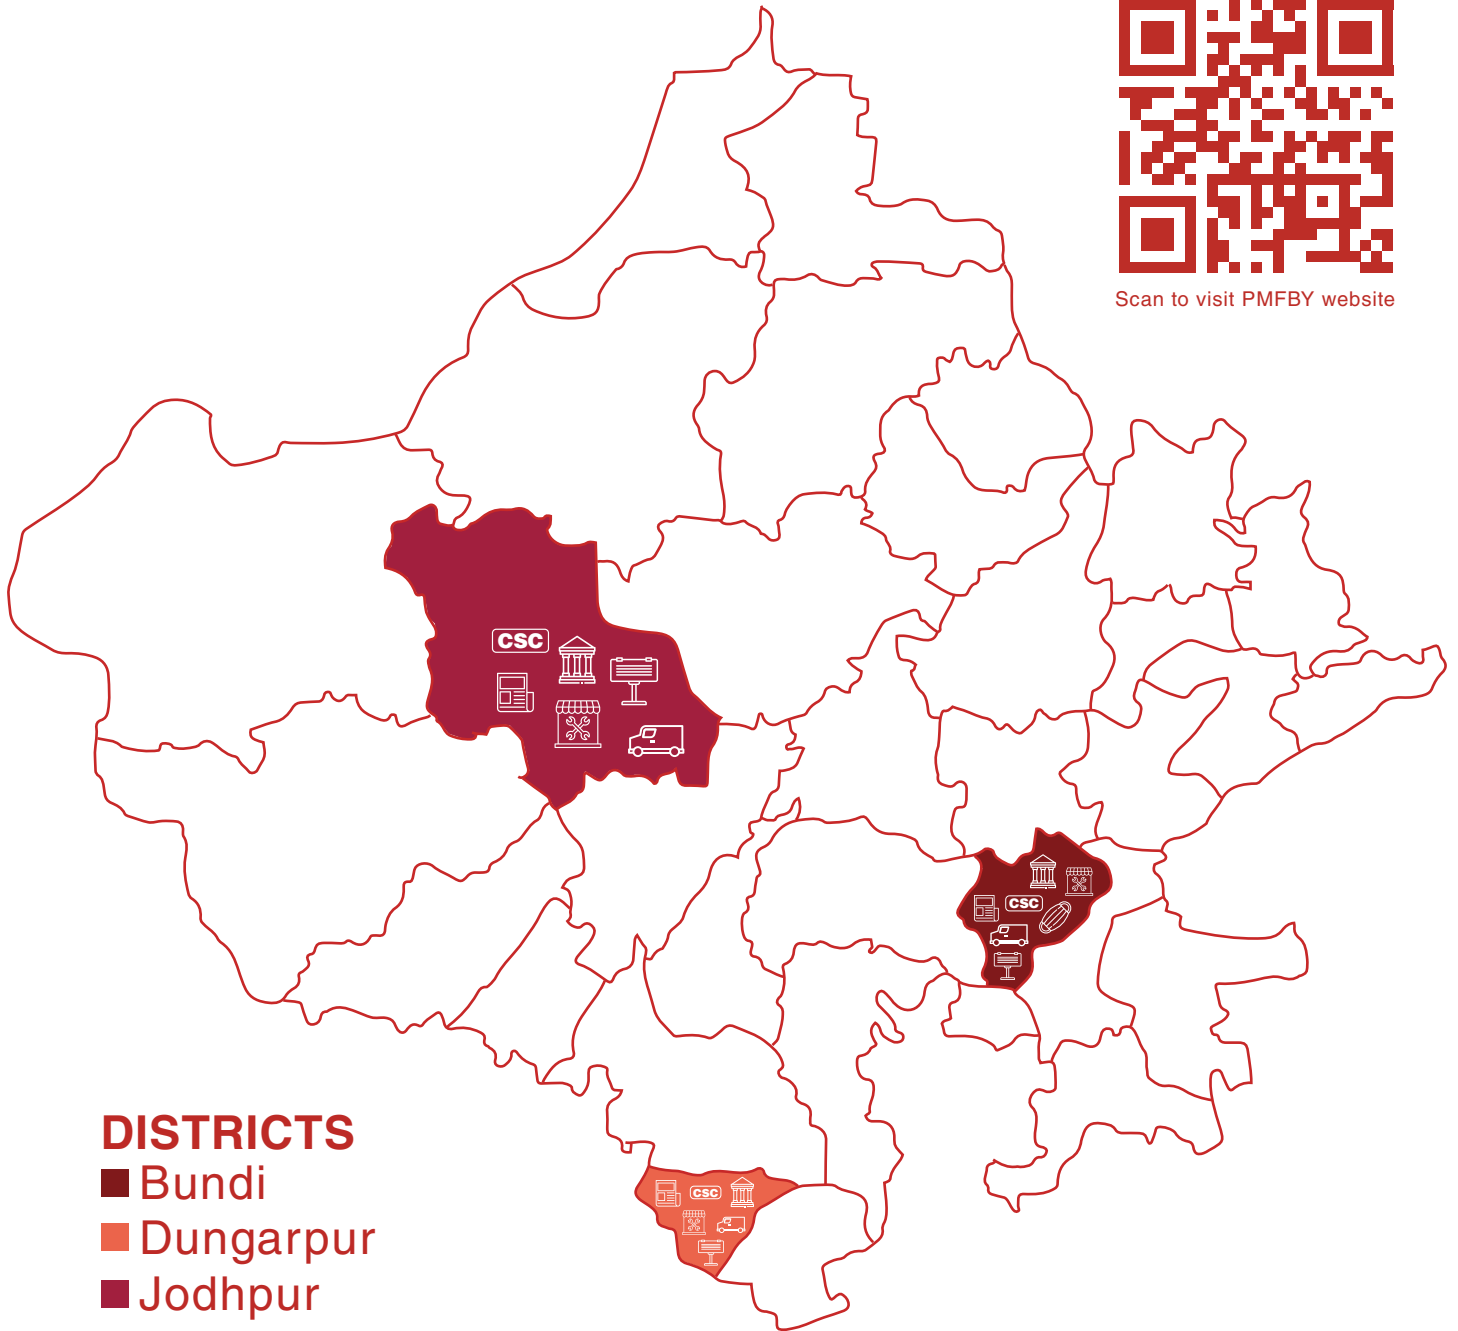 Scan to visit PMFBY website
CSC
CSC
CSC
DISTRICTS
Bundi
Dungarpur
Jodhpur